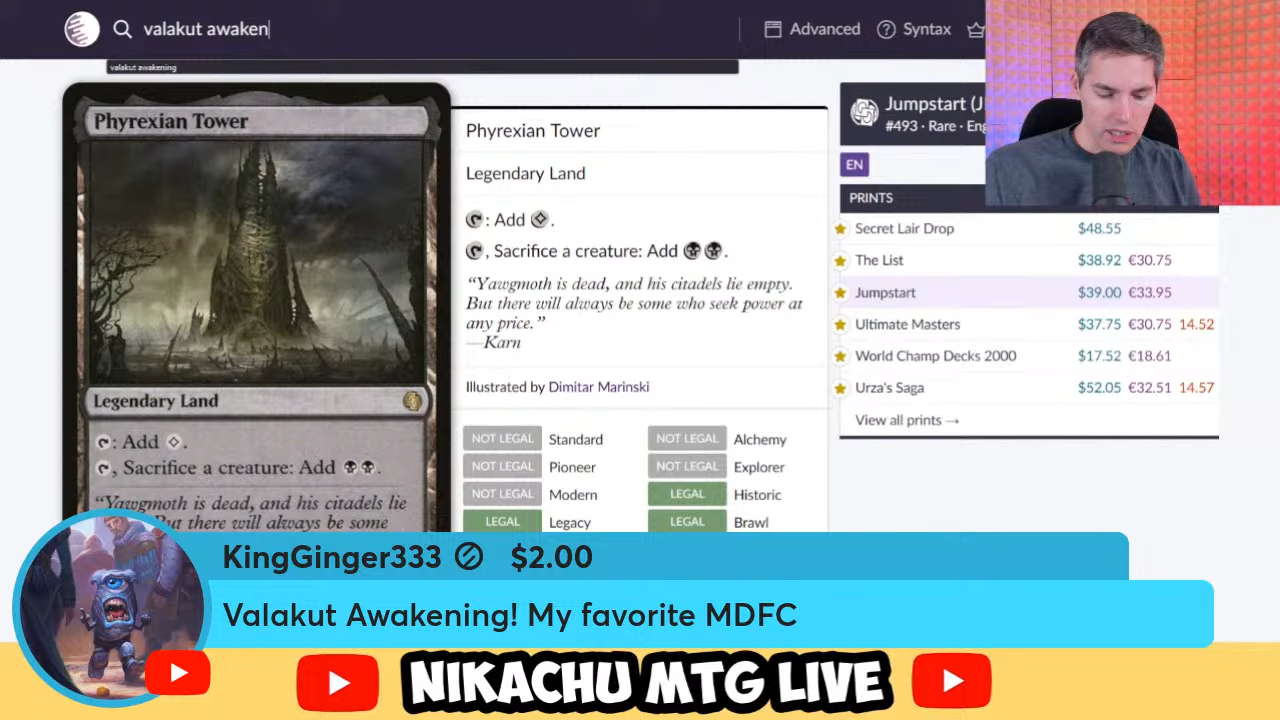 valakut awaken
Advanced
Syntax
valakut awakening
Phyrexian Tower
Legendary Land
: Add .
, Sacrifice a creature: Add .
“Yawgmoth is dead, and his citadels lie
But there will always be some
Phyrexian Tower
Legendary Land
: Add .
, Sacrifice a creature: Add .
“Yawgmoth is dead, and his citadels lie empty.
But there will always be some who seek power at
any price.”
—Karn
Illustrated by Dimitar Marinski
NOT LEGAL Standard NOT LEGAL Alchemy
NOT LEGAL Pioneer NOT LEGAL Explorer
NOT LEGAL Modern LEGAL Historic
LEGAL Legacy LEGAL Brawl
Jumpstart (J
#493 · Rare · En
EN
PRINTS
Secret Lair Drop $48.55
The List $38.92 €30.75
Jumpstart $39.00 €33.95
Ultimate Masters $37.75 €30.75 14.52
World Champ Decks 2000 $17.52 €18.61
Urza's Saga $52.05 €32.51 14.57
View all prints →
KingGinger333 $2.00
Valakut Awakening! My favorite MDFC
NIKACHU MTG LIVE